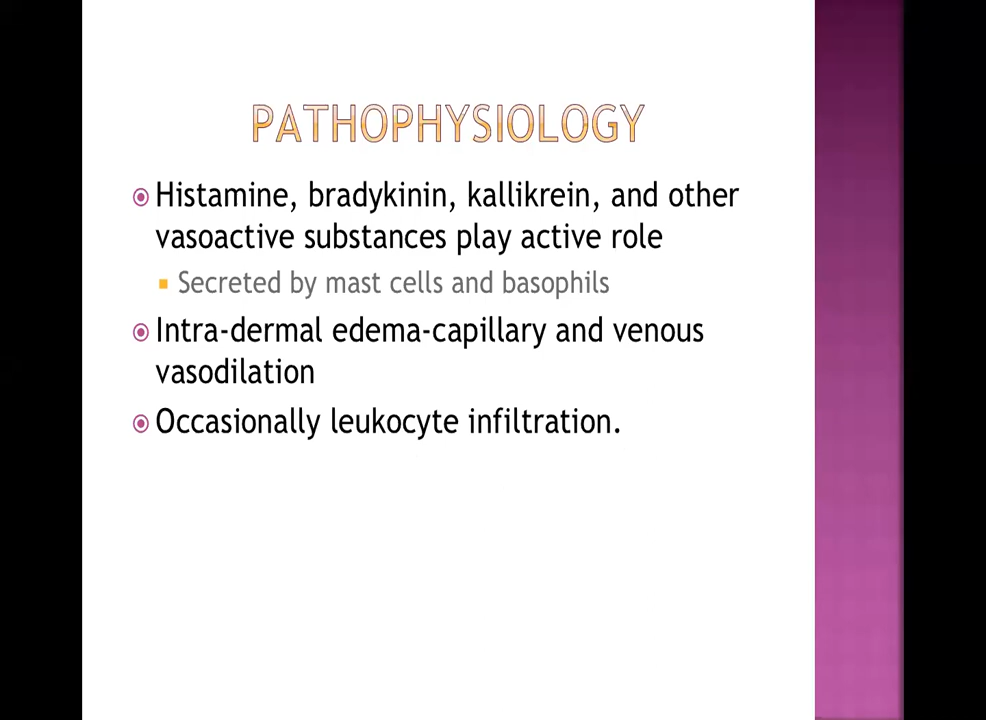 PATHOPHYSIOLOGY
Histamine, bradykinin, kallikrein, and other
vasoactive substances play active role
Secreted by mast cells and basophils
Intra-dermal edema-capillary and venous
vasodilation
Occasionally leukocyte infiltration.